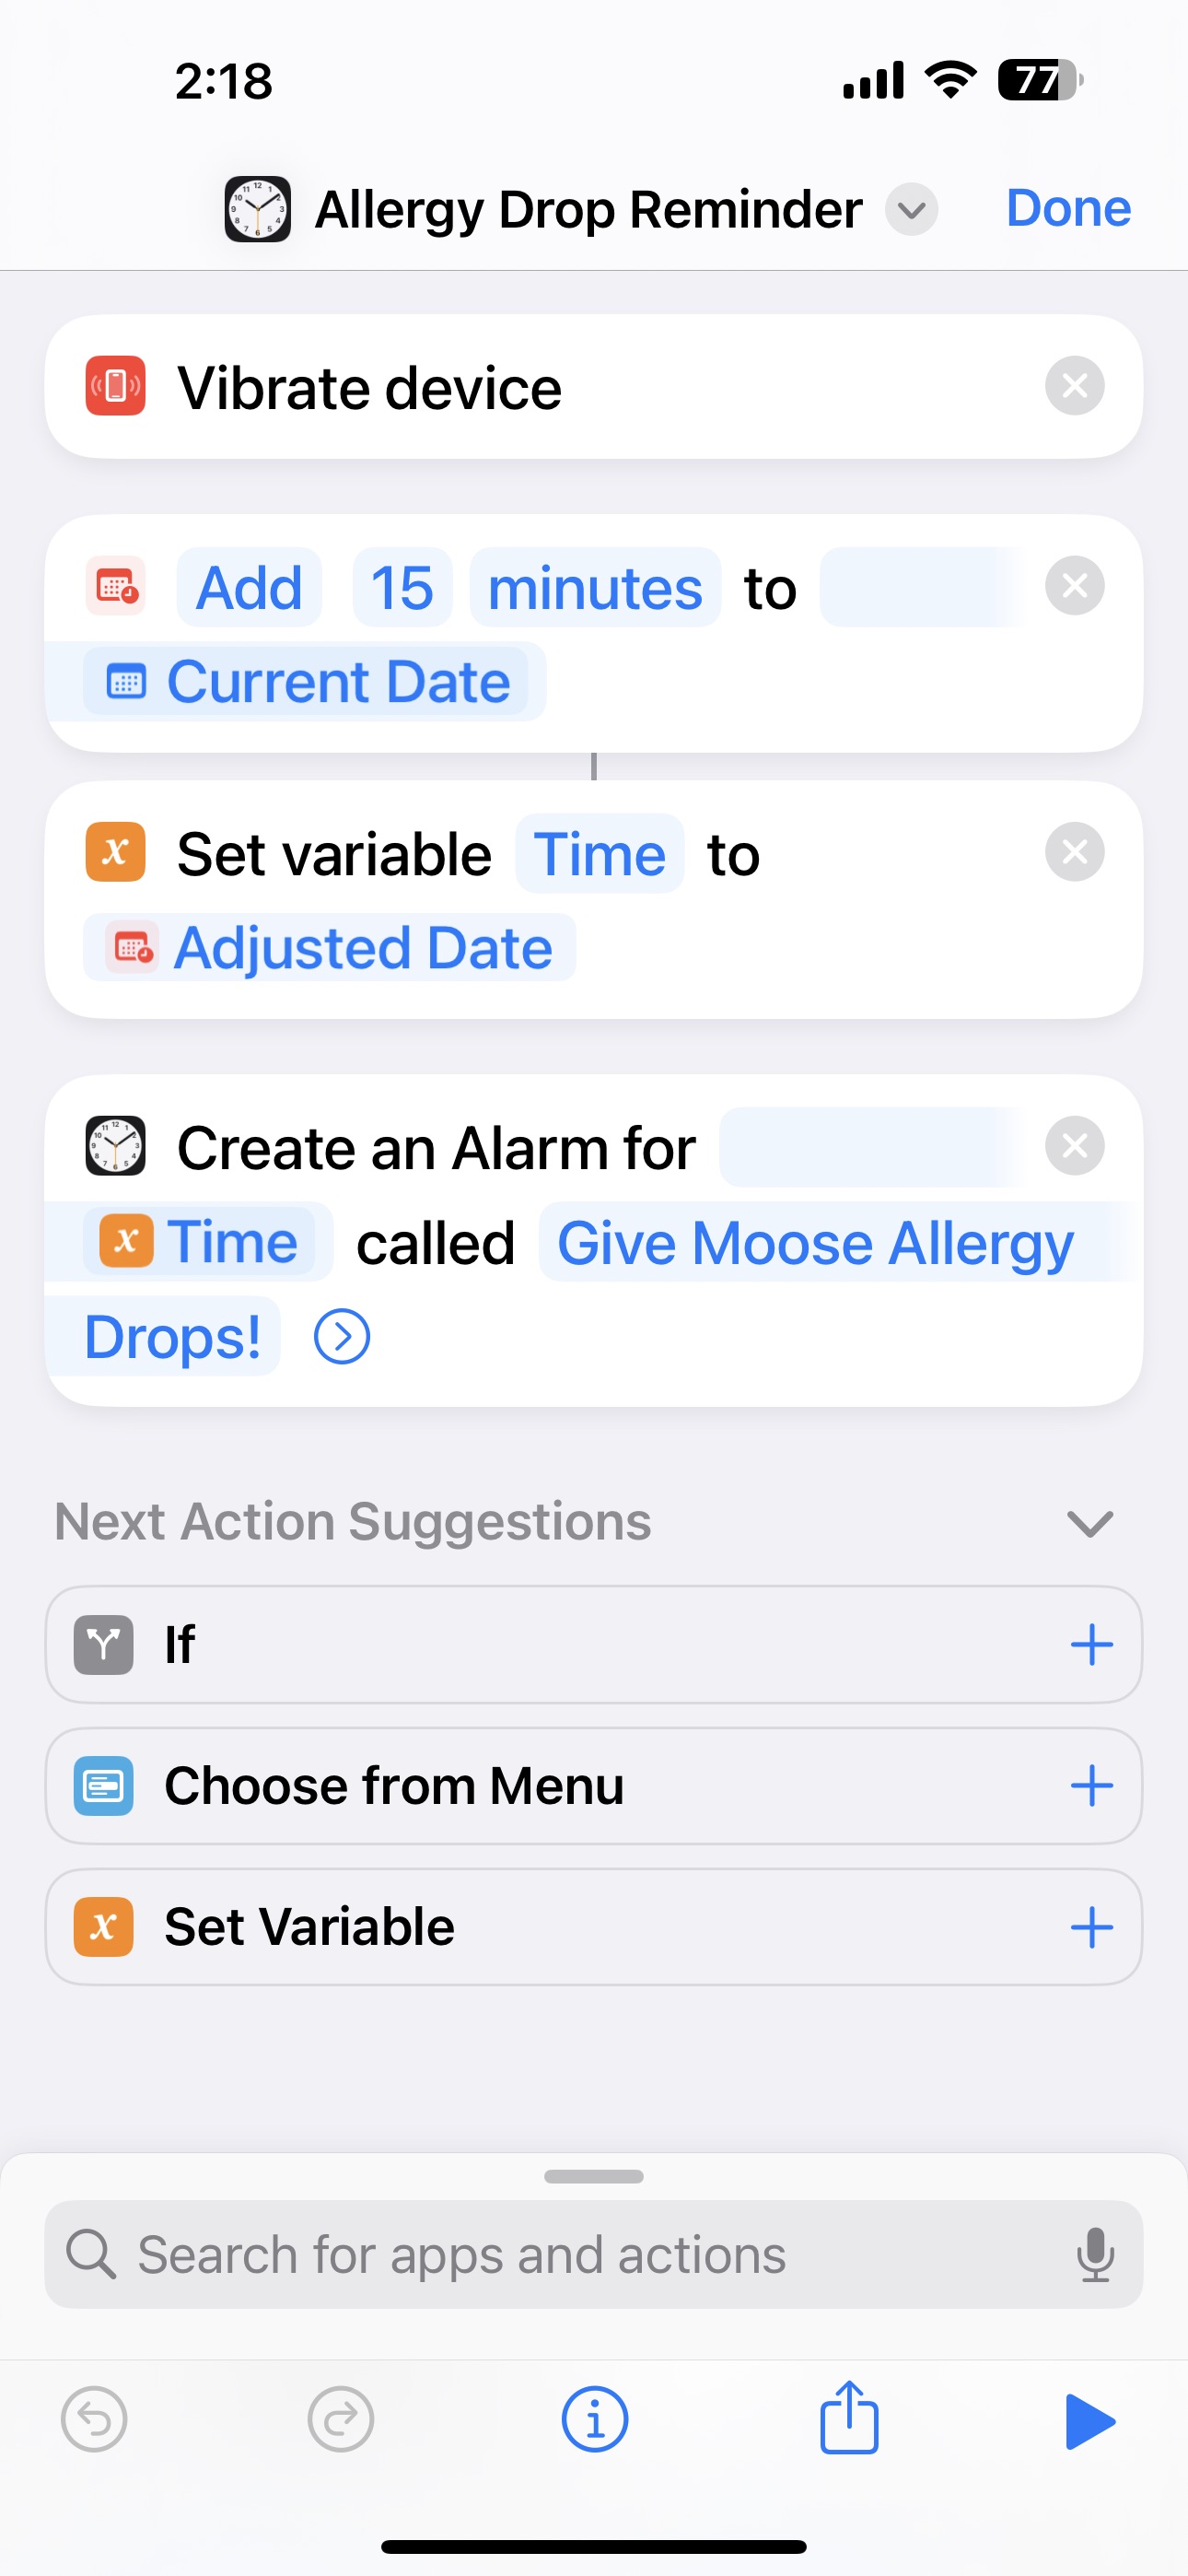 2:18
77
Allergy Drop Reminder
Done
Vibrate device
Add 15 minutes to
Current Date
x Set variable Time to
Adjusted Date
Create an Alarm for
x Time called Give Moose Allergy
Drops!
Next Action Suggestions
If
Choose from Menu
x Set Variable
Search for apps and actions